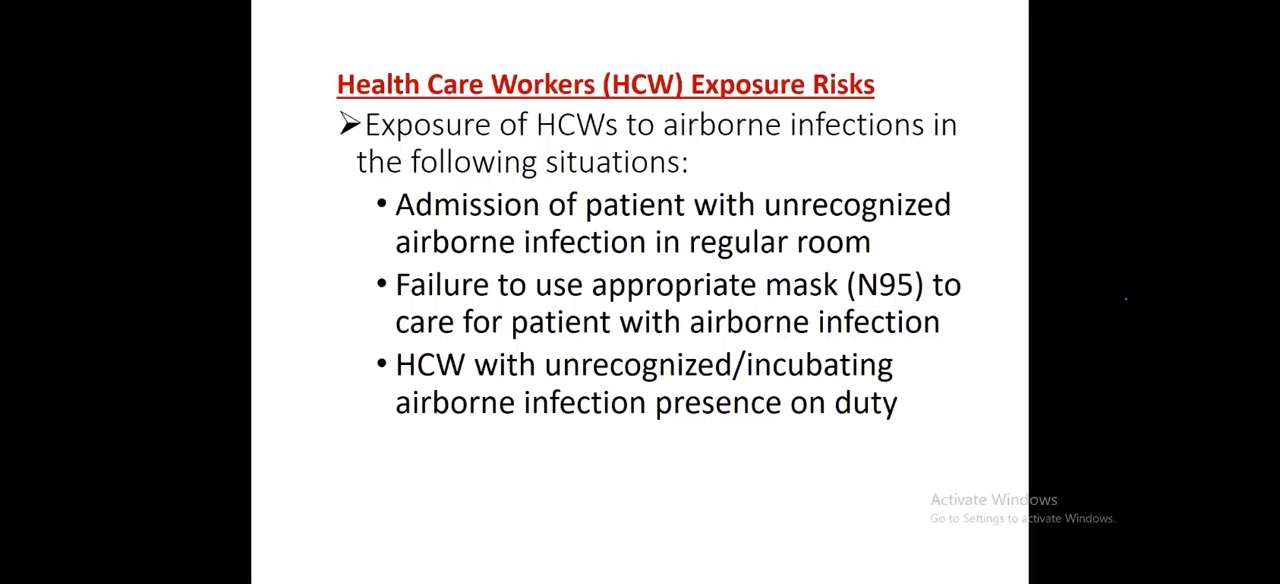 Health Care Workers (HCW) Exposure Risks
➢Exposure of HCWs to airborne infections in
the following situations:
• Admission of patient with unrecognized
airborne infection in regular room
• Failure to use appropriate mask (N95) to
care for patient with airborne infection
• HCW with unrecognized/incubating
airborne infection presence on duty
Activate Windows
Go to Settings to activate Windows.